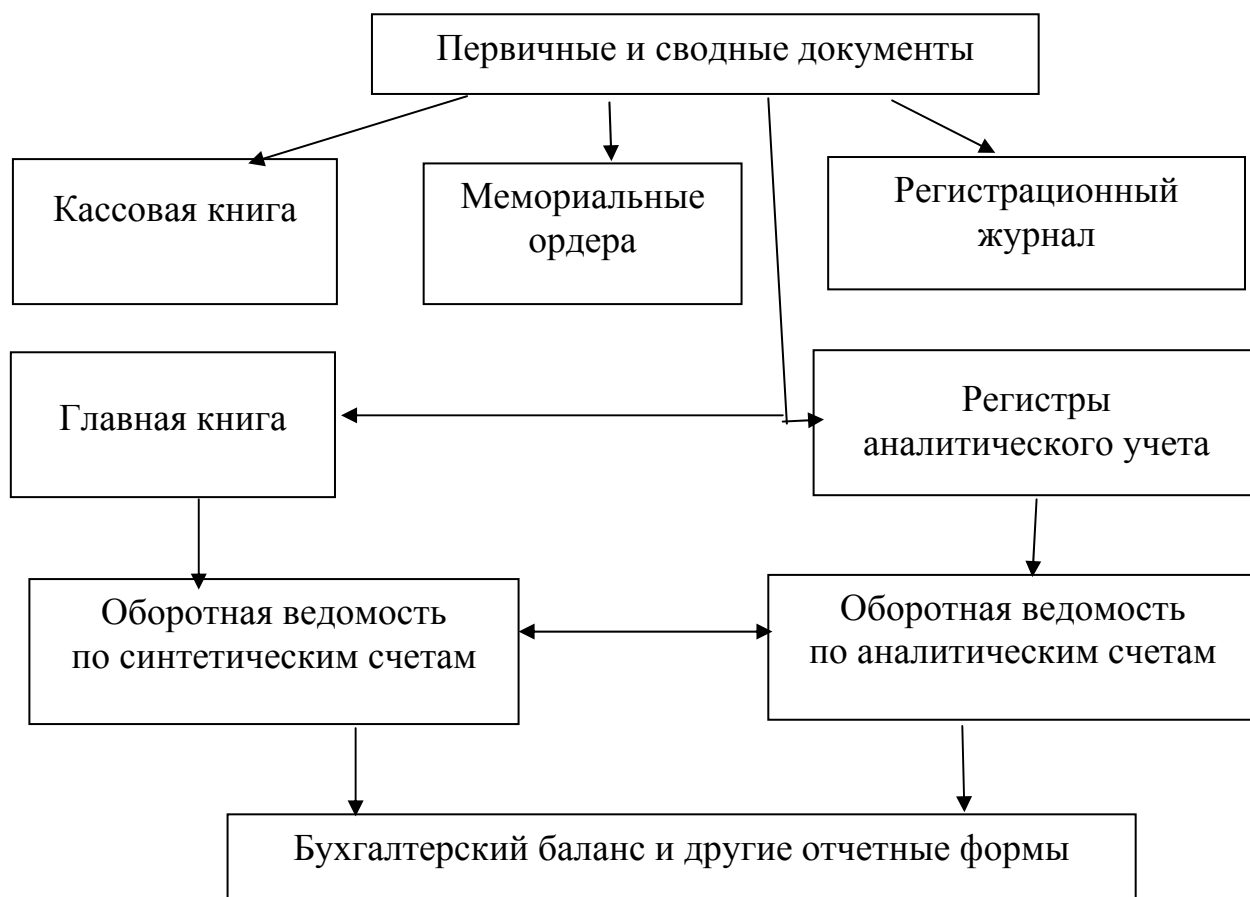 Первичные и сводные документы
Кассовая книга
Мемориальные
ордера
Регистрационный
журнал
Главная книга
Регистры
аналитического учета
Оборотная ведомость
по синтетическим счетам
Оборотная ведомость
по аналитическим счетам
Бухгалтерский баланс и другие отчетные формы